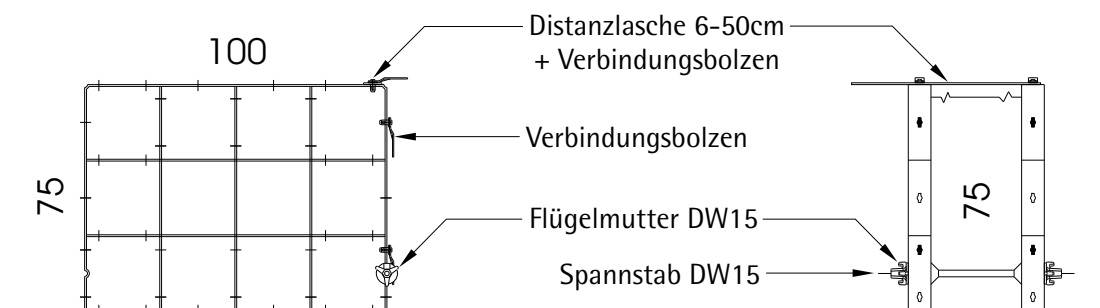 Distanzlasche 6-50cm
+ Verbindungsbolzen
100
Verbindungsbolzen
75
75
Flügelmutter DW15
Spannstab DW15